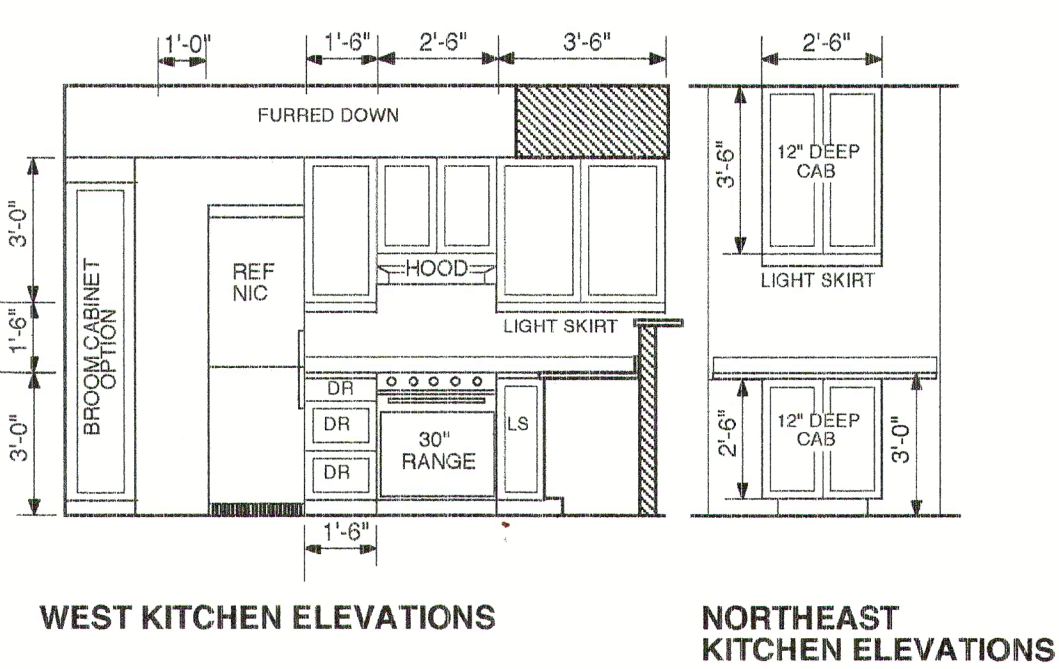 1'-0"
1'-6"
2'-6"
3'-6"
2'-6"
FURRED DOWN
3'-0"
1'-6"
3'-0"
BROOM CABINET
OPTION
REF
NIC
HOOD
LIGHT SKIRT
DR
DR
DR
30"
RANGE
LS
1'-6"
3'-6"
12" DEEP
CAB
LIGHT SKIRT
2'-6"
12" DEEP
CAB
3'-0"
WEST KITCHEN ELEVATIONS
NORTHEAST
KITCHEN ELEVATIONS